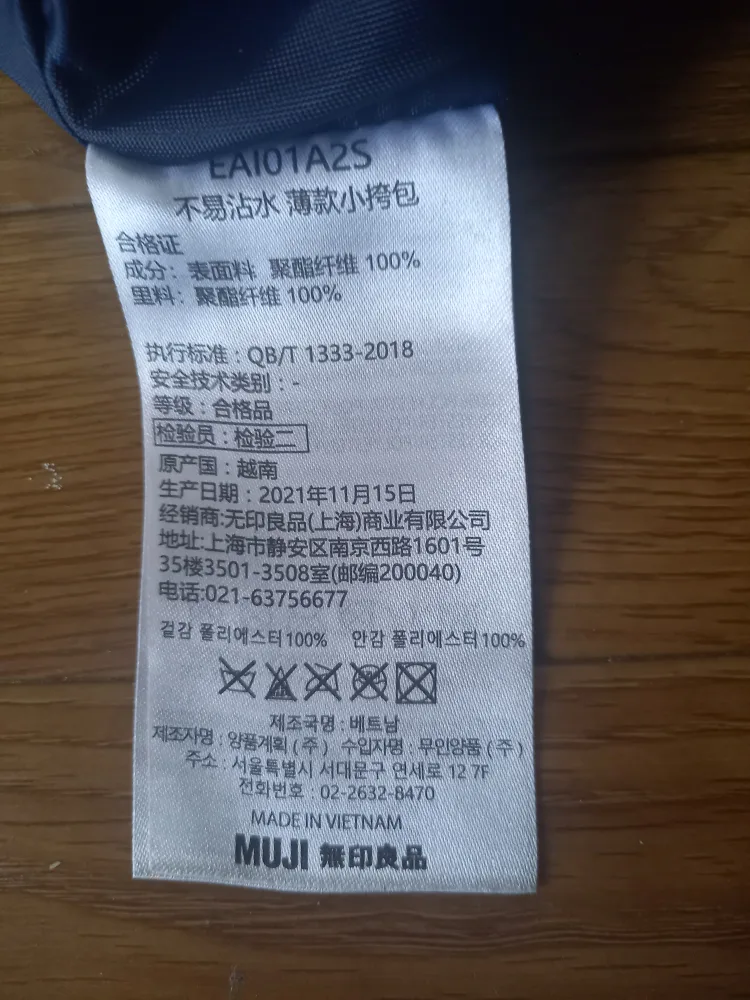 EAI01A2S
不易沾水 薄款小挎包
合格证
成分：表面料 聚酯纤维 100%
里料：聚酯纤维 100%
执行标准：QB/T 1333-2018
安全技术类别：-
等级：合格品
检验员：检验二
原产国：越南
生产日期：2021年11月15日
经销商:无印良品(上海)商业有限公司
地址:上海市静安区南京西路1601号
35楼3501-3508室(邮编200040)
电话:021-63756677
겉감 폴리에스터100% 안감 폴리에스터100%
제조국명 : 베트남
제조자명 : 양품계획 ( 주 ) 수입자명 : 무인양품 ( 주 )
주소 : 서울특별시 서대문구 연세로 12 7F
전화번호 : 02-2632-8470
MADE IN VIETNAM
MUJI 無印良品